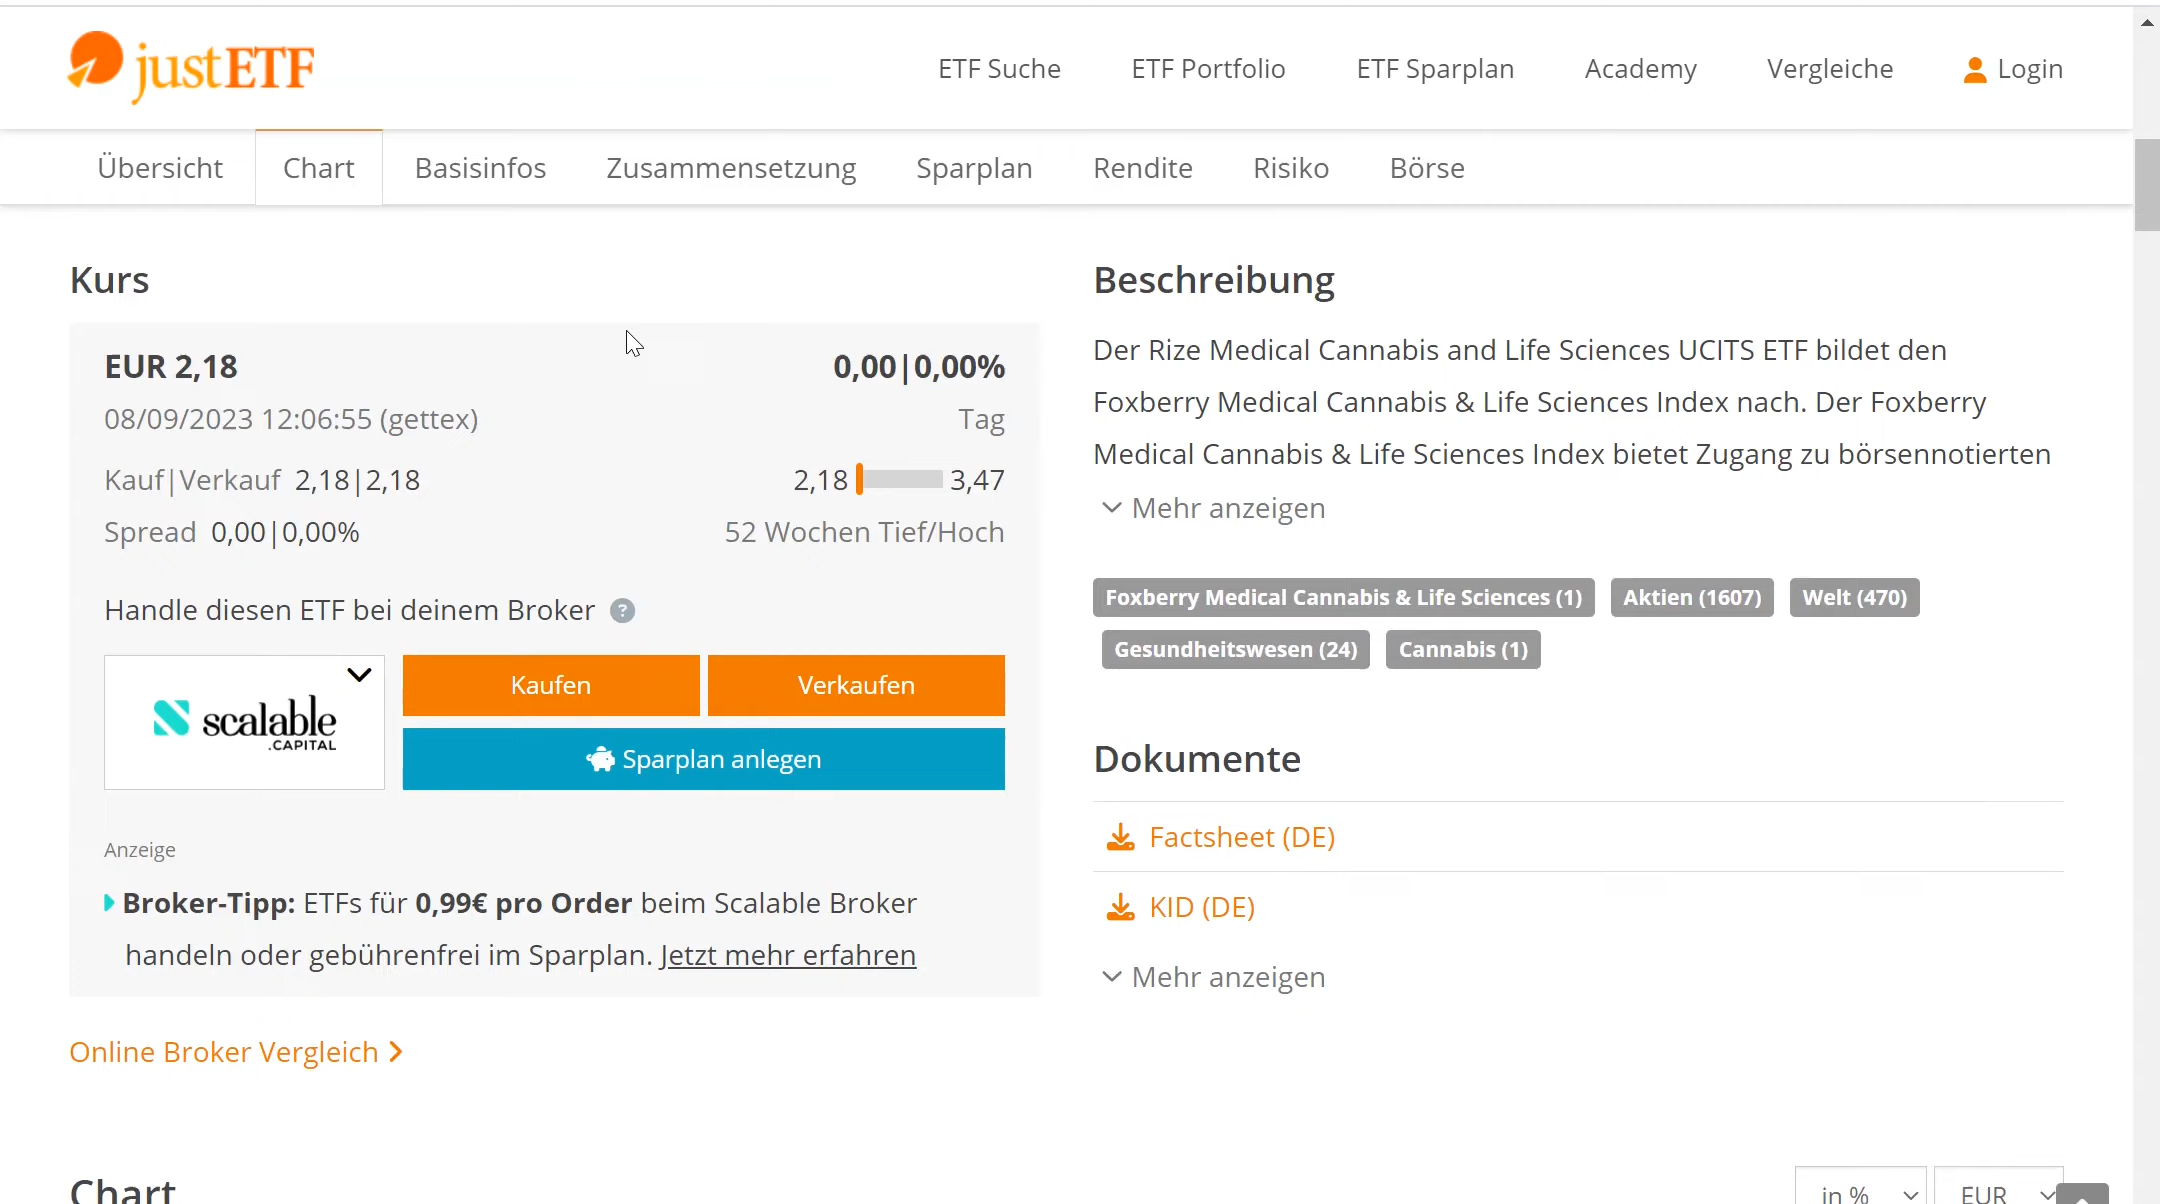 justETF
ETF Suche
ETF Portfolio
ETF Sparplan
Academy
Vergleiche
Login
Übersicht
Chart
Basisinfos
Zusammensetzung
Sparplan
Rendite
Risiko
Börse
Kurs
EUR 2,18
0,00|0,00%
08/09/2023 12:06:55 (gettex)
Tag
Kauf|Verkauf 2,18|2,18
2,18 3,47
Spread 0,00|0,00%
52 Wochen Tief/Hoch
Handle diesen ETF bei deinem Broker ?
scalable
.CAPITAL
Kaufen
Verkaufen
Sparplan anlegen
Anzeige
Broker-Tipp: ETFs für 0,99€ pro Order beim Scalable Broker
handeln oder gebührenfrei im Sparplan. Jetzt mehr erfahren
Online Broker Vergleich
Beschreibung
Der Rize Medical Cannabis and Life Sciences UCITS ETF bildet den
Foxberry Medical Cannabis & Life Sciences Index nach. Der Foxberry
Medical Cannabis & Life Sciences Index bietet Zugang zu börsennotierten
Mehr anzeigen
Foxberry Medical Cannabis & Life Sciences (1)
Aktien (1607)
Welt (470)
Gesundheitswesen (24)
Cannabis (1)
Dokumente
Factsheet (DE)
KID (DE)
Mehr anzeigen
Chart
in %
EUR